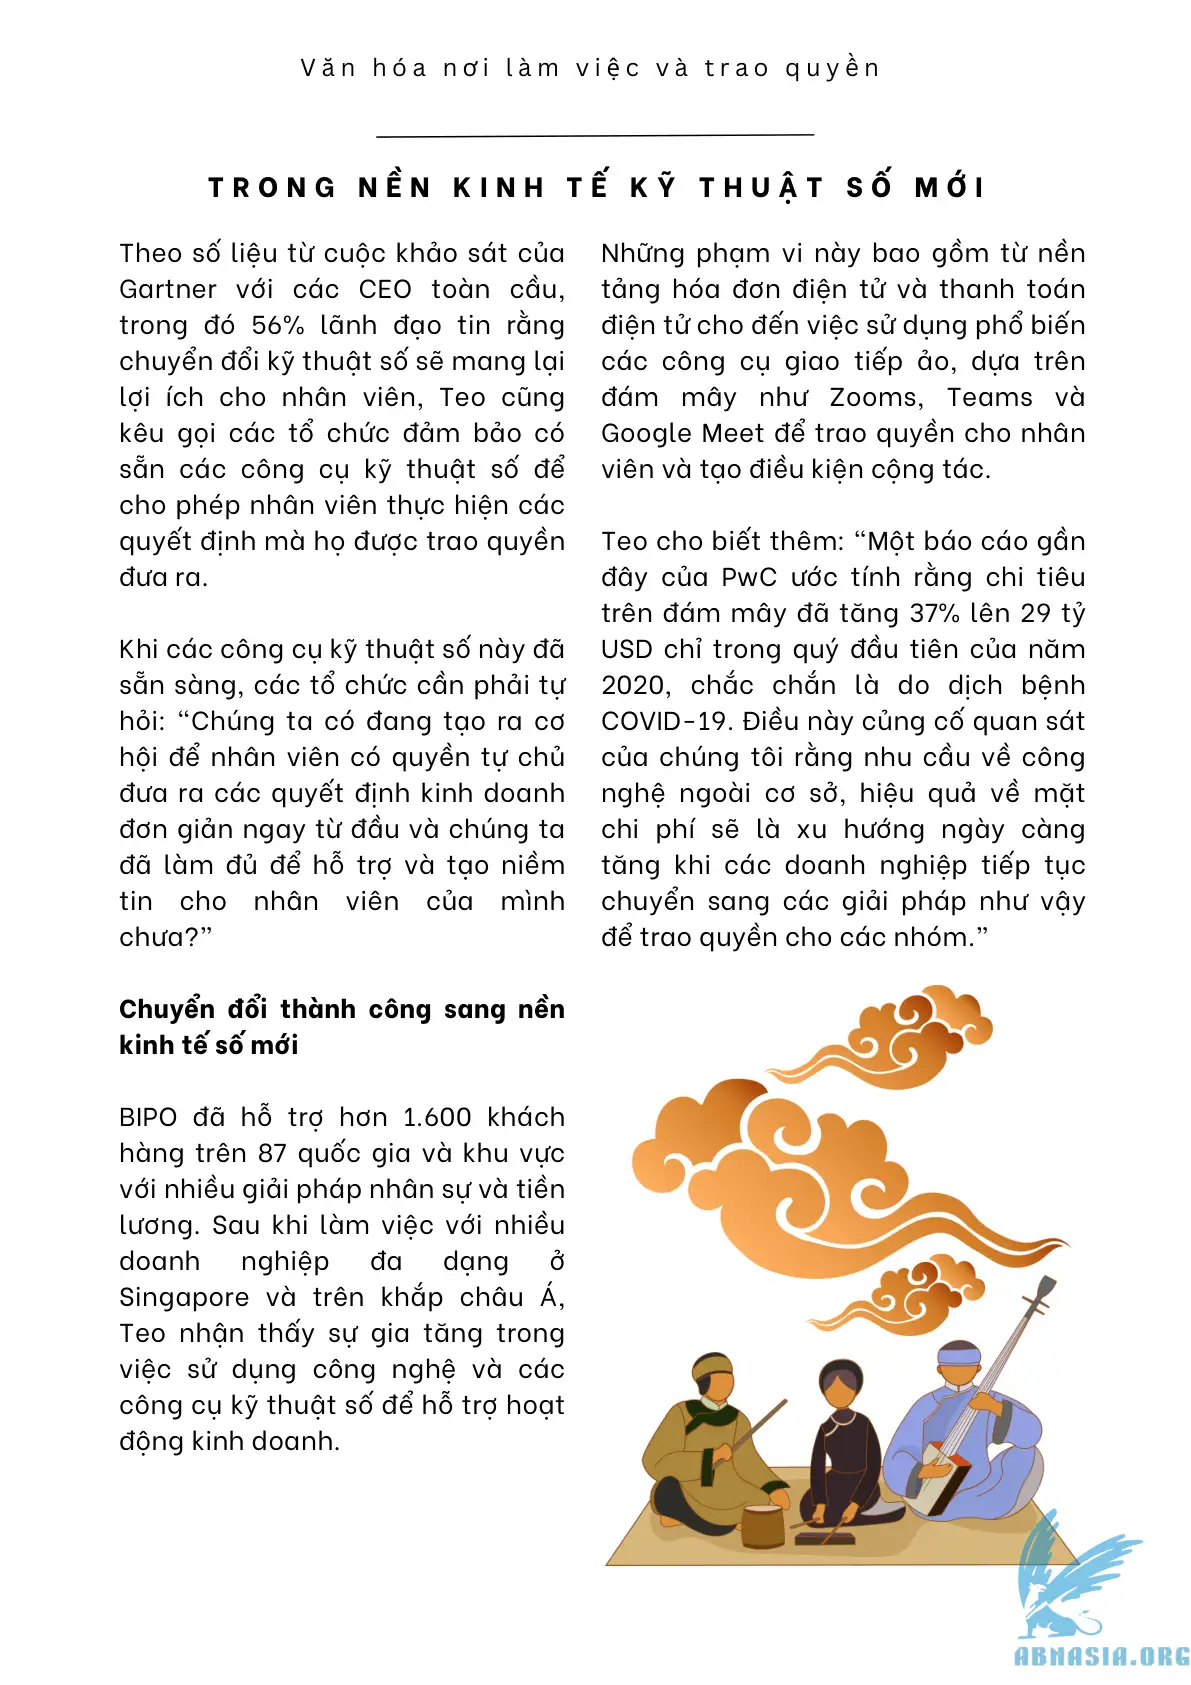 Văn hóa nơi làm việc và trao quyền
TRONG NỀN KINH TẾ KỸ THUẬT SỐ MỚI
Theo số liệu từ cuộc khảo sát của
Gartner với các CEO toàn cầu,
trong đó 56% lãnh đạo tin rằng
chuyển đổi kỹ thuật số sẽ mang lại
lợi ích cho nhân viên, Teo cũng
kêu gọi các tổ chức đảm bảo có
sẵn các công cụ kỹ thuật số để
cho phép nhân viên thực hiện các
quyết định mà họ được trao quyền
đưa ra.
Khi các công cụ kỹ thuật số này đã
sẵn sàng, các tổ chức cần phải tự
hỏi: “Chúng ta có đang tạo ra cơ
hội để nhân viên có quyền tự chủ
đưa ra các quyết định kinh doanh
đơn giản ngay từ đầu và chúng ta
đã làm đủ để hỗ trợ và tạo niềm
tin cho nhân viên của mình
chưa?”
Chuyển đổi thành công sang nền
kinh tế số mới
BIPO đã hỗ trợ hơn 1.600 khách
hàng trên 87 quốc gia và khu vực
với nhiều giải pháp nhân sự và tiền
lương. Sau khi làm việc với nhiều
doanh nghiệp đa dạng ở
Singapore và trên khắp châu Á,
Teo nhận thấy sự gia tăng trong
việc sử dụng công nghệ và các
công cụ kỹ thuật số để hỗ trợ hoạt
động kinh doanh.
Những phạm vi này bao gồm từ nền
tảng hóa đơn điện tử và thanh toán
điện tử cho đến việc sử dụng phổ biến
các công cụ giao tiếp ảo, dựa trên
đám mây như Zooms, Teams và
Google Meet để trao quyền cho nhân
viên và tạo điều kiện cộng tác.
Teo cho biết thêm: “Một báo cáo gần
đây của PwC ước tính rằng chi tiêu
trên đám mây đã tăng 37% lên 29 tỷ
USD chỉ trong quý đầu tiên của năm
2020, chắc chắn là do dịch bệnh
COVID-19. Điều này củng cố quan sát
của chúng tôi rằng nhu cầu về công
nghệ ngoài cơ sở, hiệu quả về mặt
chi phí sẽ là xu hướng ngày càng
tăng khi các doanh nghiệp tiếp tục
chuyển sang các giải pháp như vậy
để trao quyền cho các nhóm.”
ABNASIA.ORG